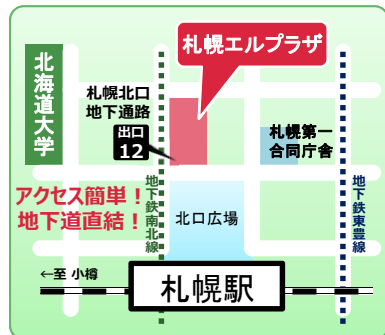 札幌エルプラザ
北海道大学
札幌北口
地下通路
出口
12
札幌第一
合同庁舎
アクセス簡単！
地下道直結！
地下鉄南北線
北口広場
地下鉄東豊線
←至 小樽
札幌駅